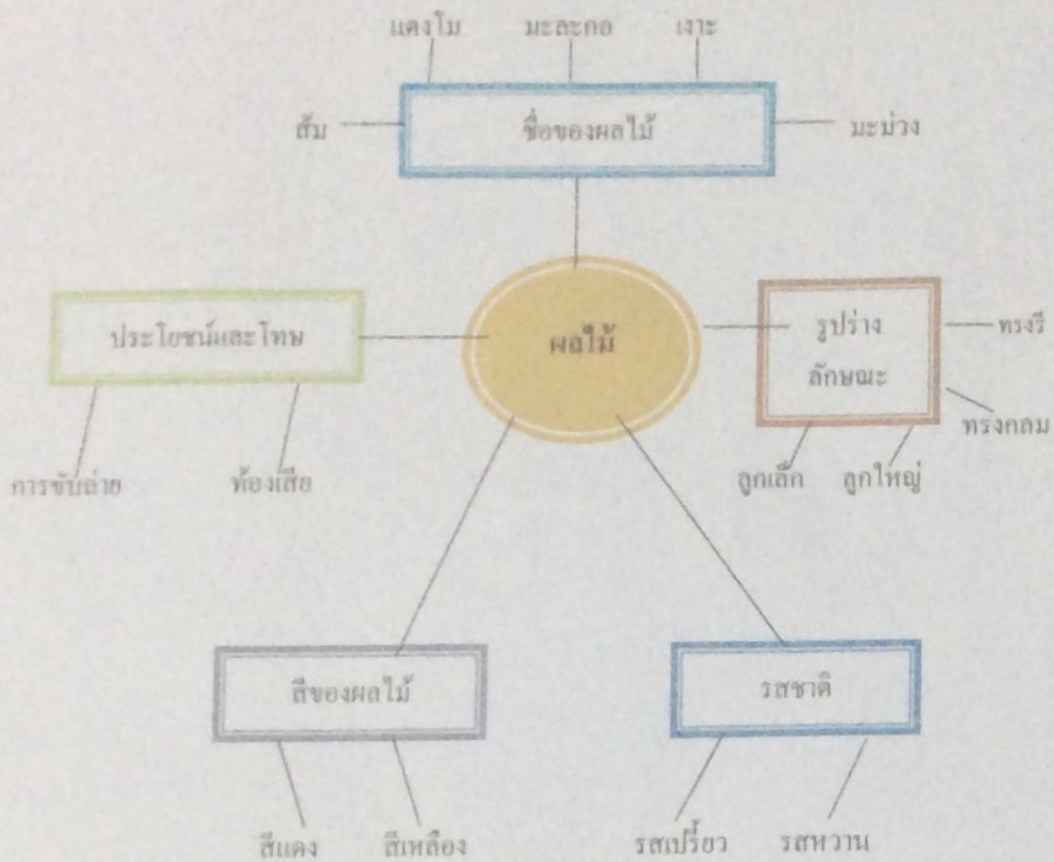 แตงโม มะละกอ เงาะ
ส้ม ชื่อของผลไม้ มะม่วง
ประโยชน์และโทษ ผลไม้ รูปร่าง
ลักษณะ
ทรงรี
ทรงกลม
การขับถ่าย ท้องเสีย ลูกเล็ก ลูกใหญ่
สีของผลไม้ รสชาติ
สีแดง สีเหลือง รสเปรี้ยว รสหวาน